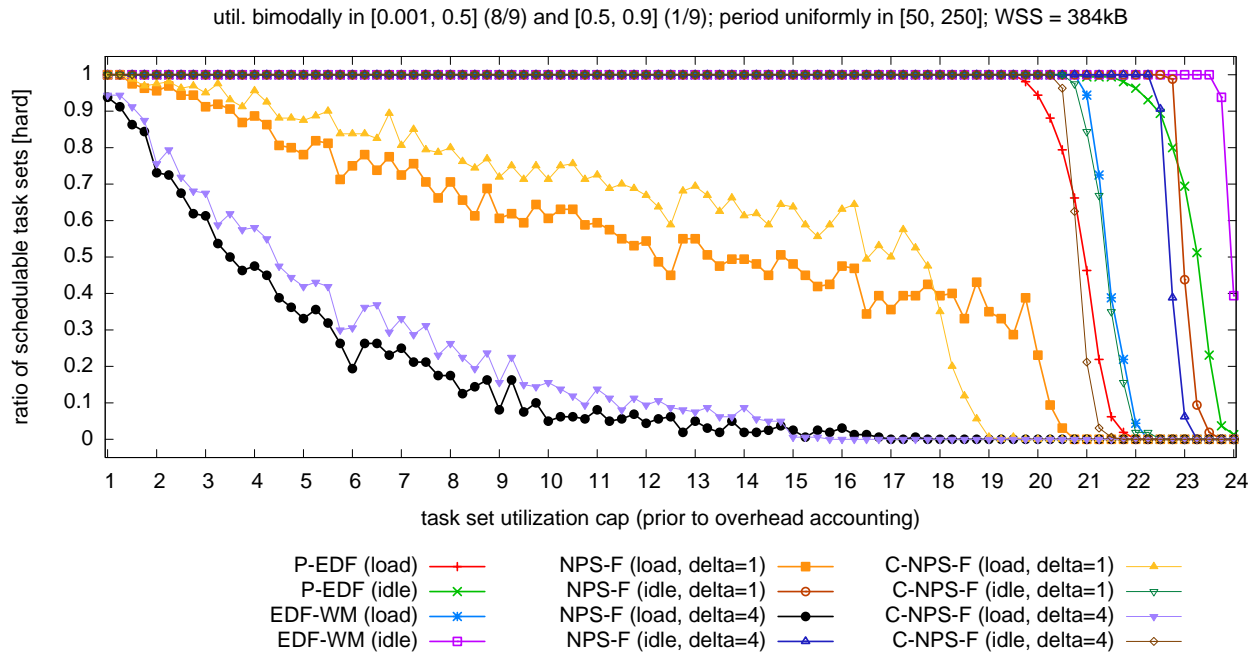 util. bimodally in [0.001, 0.5] (8/9) and [0.5, 0.9] (1/9); period uniformly in [50, 250]; WSS = 384kB
ratio of schedulable task sets [hard]
1
0.9
0.8
0.7
0.6
0.5
0.4
0.3
0.2
0.1
0
1 2 3 4 5 6 7 8 9 10 11 12 13 14 15 16 17 18 19 20 21 22 23 24
task set utilization cap (prior to overhead accounting)
P-EDF (load) NPS-F (load, delta=1) C-NPS-F (load, delta=1)
P-EDF (idle) NPS-F (idle, delta=1) C-NPS-F (idle, delta=1)
EDF-WM (load) NPS-F (load, delta=4) C-NPS-F (load, delta=4)
EDF-WM (idle) NPS-F (idle, delta=4) C-NPS-F (idle, delta=4)